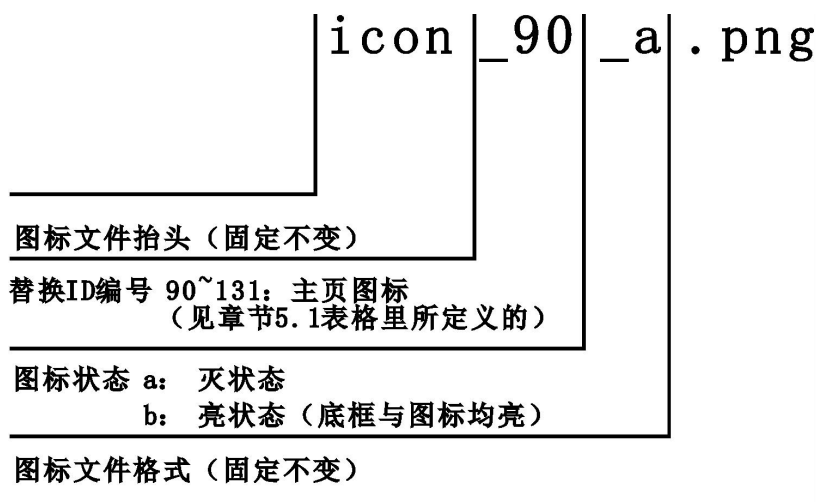 icon_90_a.png
图标文件抬头（固定不变）
替换ID编号 90~131：主页图标
（见章节5.1表格里所定义的）
图标状态 a： 灭状态
b： 亮状态（底框与图标均亮）
图标文件格式（固定不变）